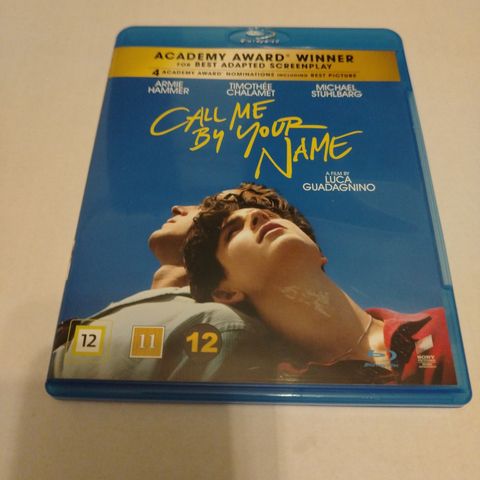 ACADEMY AWARD® WINNER
FOR BEST ADAPTED SCREENPLAY
4 ACADEMY AWARD® NOMINATIONS INCLUDING BEST PICTURE
ARMIE HAMMER
TIMOTHÉE CHALAMET
MICHAEL STUHLBARG
CALL ME
BY YOUR
NAME
A FILM BY
LUCA
GUADAGNINO
12
11
12
SONY